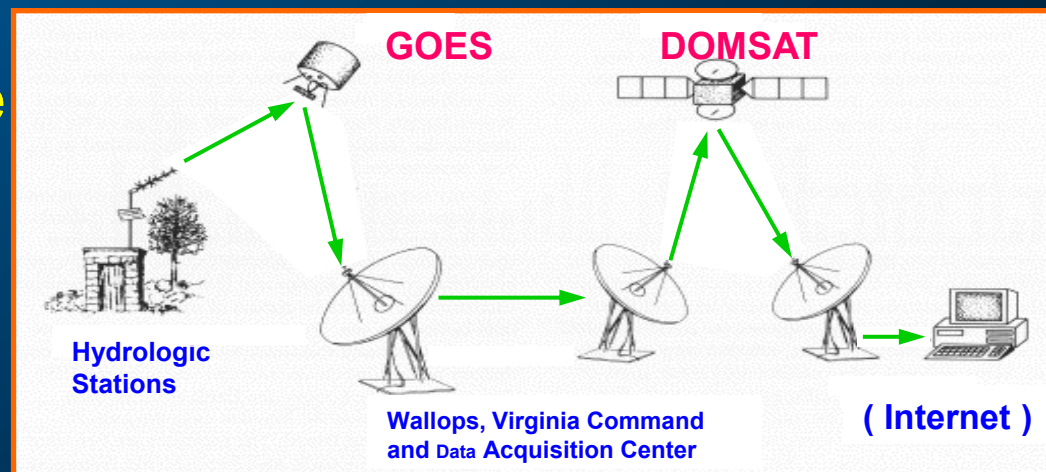 GOES
DOMSAT
e
Hydrologic
Stations
Wallops, Virginia Command
and Data Acquisition Center
( Internet )